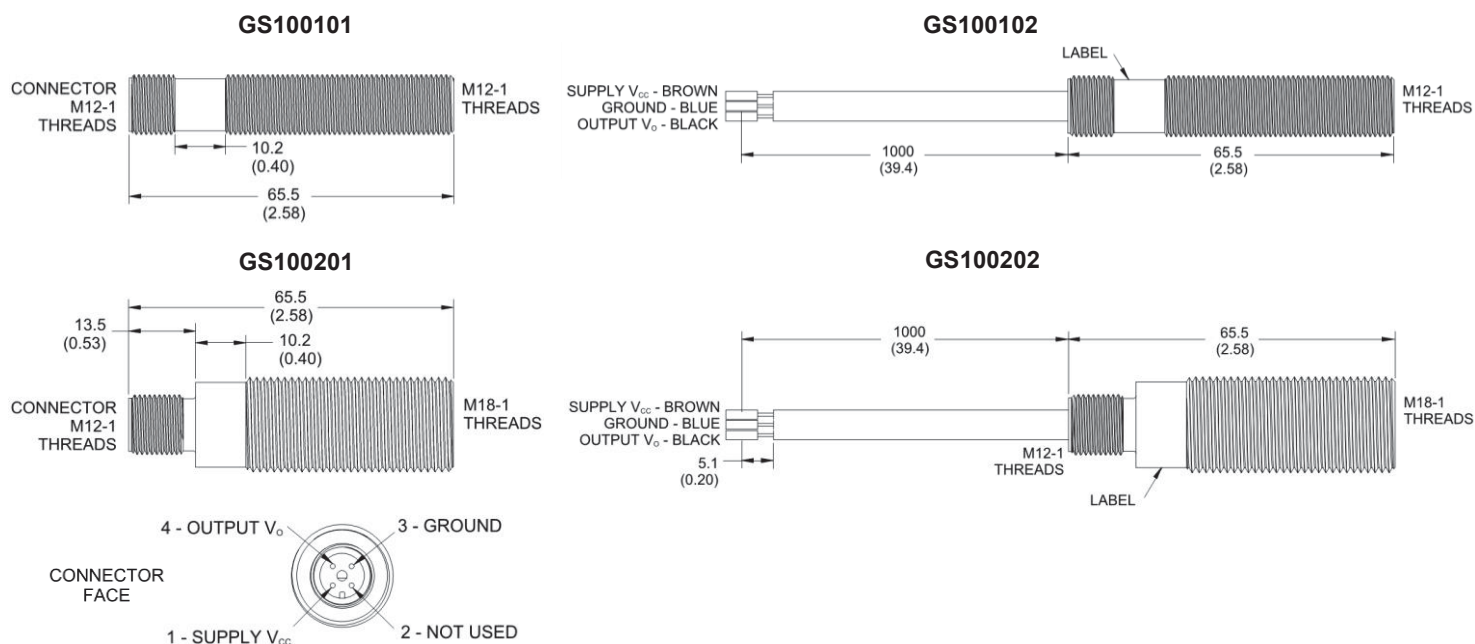 GS100101
CONNECTOR
M12-1
THREADS
M12-1
THREADS
10.2
(0.40)
65.5
(2.58)
GS100102
LABEL
SUPPLY Vcc - BROWN
GROUND - BLUE
OUTPUT Vo - BLACK
M12-1
THREADS
1000
(39.4)
65.5
(2.58)
GS100201
65.5
(2.58)
13.5
(0.53)
10.2
(0.40)
CONNECTOR
M12-1
THREADS
M18-1
THREADS
GS100202
1000
(39.4)
65.5
(2.58)
SUPPLY Vcc - BROWN
GROUND - BLUE
OUTPUT Vo - BLACK
M18-1
THREADS
5.1
(0.20)
M12-1
THREADS
LABEL
4 - OUTPUT Vo
3 - GROUND
CONNECTOR
FACE
1 - SUPPLY Vcc
2 - NOT USED